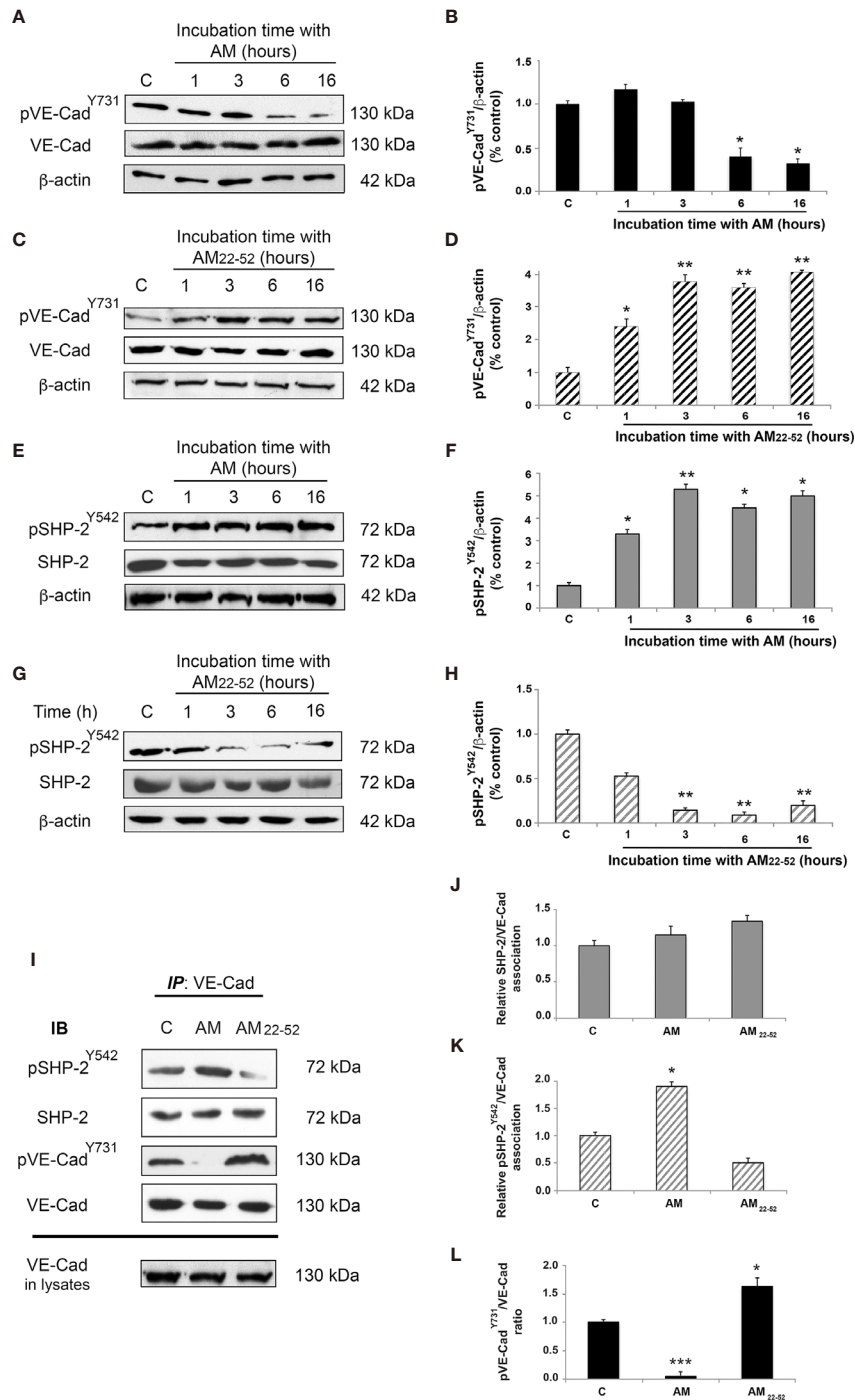 A
Incubation time with
AM (hours)
C 1 3 6 16
pVE-Cad Y731 130 kDa
VE-Cad 130 kDa
β-actin 42 kDa
B
pVE-Cad Y731/β-actin
(% control)
1.5
1.0
0.5
0.0
* *
C 1 3 6 16
Incubation time with AM (hours)
C
Incubation time with
AM22-52 (hours)
C 1 3 6 16
pVE-Cad Y731 130 kDa
VE-Cad 130 kDa
β-actin 42 kDa
D
pVE-Cad Y731/β-actin
(% control)
4
3
2
1
0
* ** ** **
C 1 3 6 16
Incubation time with AM22-52 (hours)
E
Incubation time with
AM (hours)
C 1 3 6 16
pSHP-2 Y542 72 kDa
SHP-2 72 kDa
β-actin 42 kDa
F
pSHP-2 Y542/β-actin
(% control)
6
5
4
3
2
1
0
* ** * *
C 1 3 6 16
Incubation time with AM (hours)
G
Incubation time with
AM22-52 (hours)
Time (h) C 1 3 6 16
pSHP-2 Y542 72 kDa
SHP-2 72 kDa
β-actin 42 kDa
H
pSHP-2 Y542/β-actin
(% control)
1.5
1.0
0.5
0.0
** ** **
C 1 3 6 16
Incubation time with AM22-52 (hours)
I
IP: VE-Cad
IB C AM AM22-52
pSHP-2 Y542 72 kDa
SHP-2 72 kDa
pVE-Cad Y731 130 kDa
VE-Cad 130 kDa
VE-Cad
in lysates 130 kDa
J
Relative SHP-2/VE-Cad
association
1.5
1.0
0.5
0.0
C AM AM22-52
K
Relative pSHP-2 Y542/VE-Cad
association
2.0
1.5
1.0
0.5
0.0
*
C AM AM22-52
L
pVE-Cad Y731/VE-Cad
ratio
2.0
1.5
1.0
0.5
0.0
*** *
C AM AM22-52